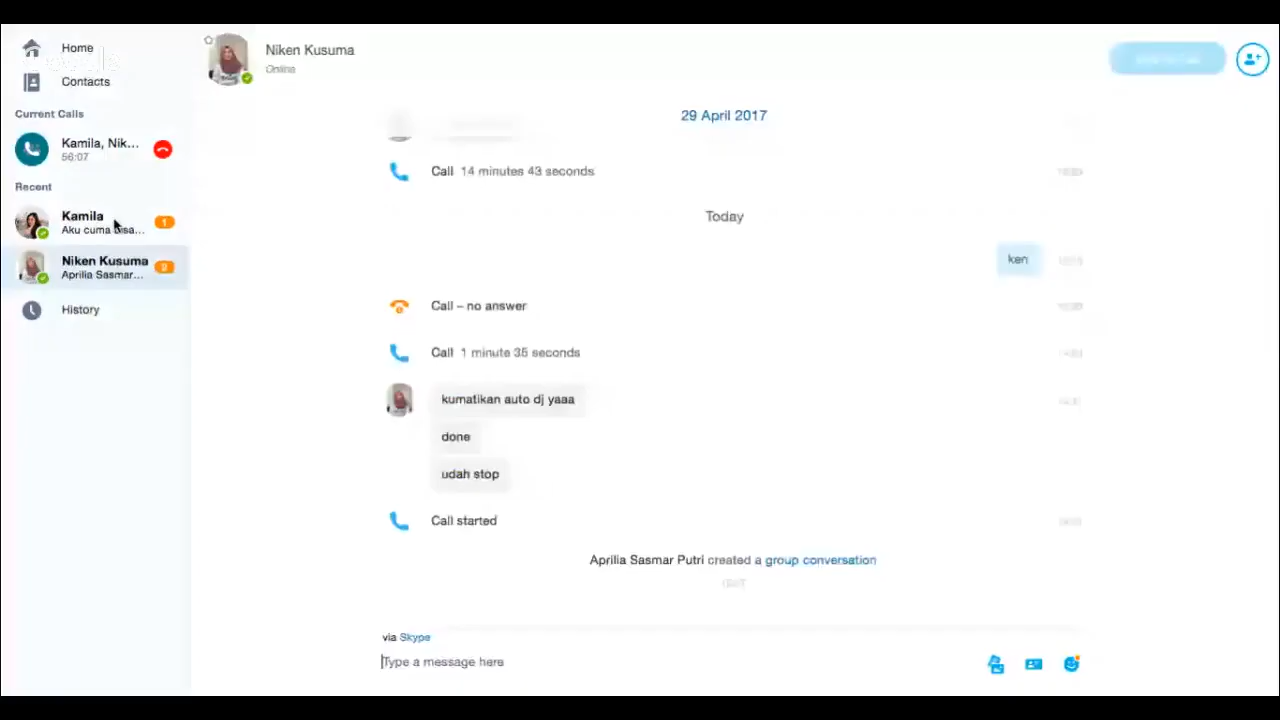 Home
Contacts
Current Calls
Kamila, Nik...
56:07
Recent
Kamila
Aku cuma bisa...
1
Niken Kusuma
Aprilia Sasmar...
History
Niken Kusuma
Online
29 April 2017
Call 14 minutes 43 seconds
Today
ken
Call – no answer
Call 1 minute 35 seconds
kumatikan auto dj yaaa
done
udah stop
Call started
Aprilia Sasmar Putri created a group conversation
via Skype
Type a message here